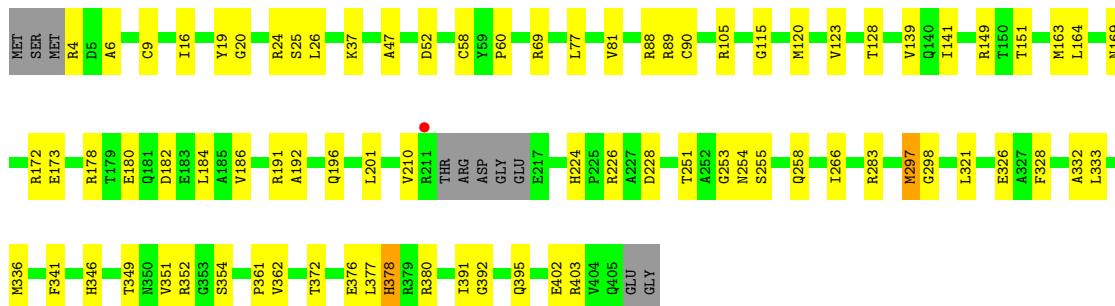 MET SER MET R4 D5 A6 C9 I16 Y19 G20 R24 S25 L26 K37 A47 D52 C58 Y59 P60 R69 L77 V81 R88 R89 C90 R105 G115 M120 V123 T128 V139 Q140 I141 R149 T150 T151 M163 L164 N169
R172 E173 R178 T179 E180 Q181 D182 E183 L184 A185 V186 R191 A192 Q196 L201 V210 R211 THR ARG ASP GLY GLU E217 H224 P225 R226 A227 D228 T251 A252 G253 N254 S255 Q258 I266 R283 M297 G298 L321 E326 A327 F328 A332 L333
M336 F341 H346 T349 N350 V351 R352 G353 S354 P361 V362 T372 E376 L377 H378 R379 R380 I391 G392 Q395 E402 R403 V404 Q405 GLU GLY